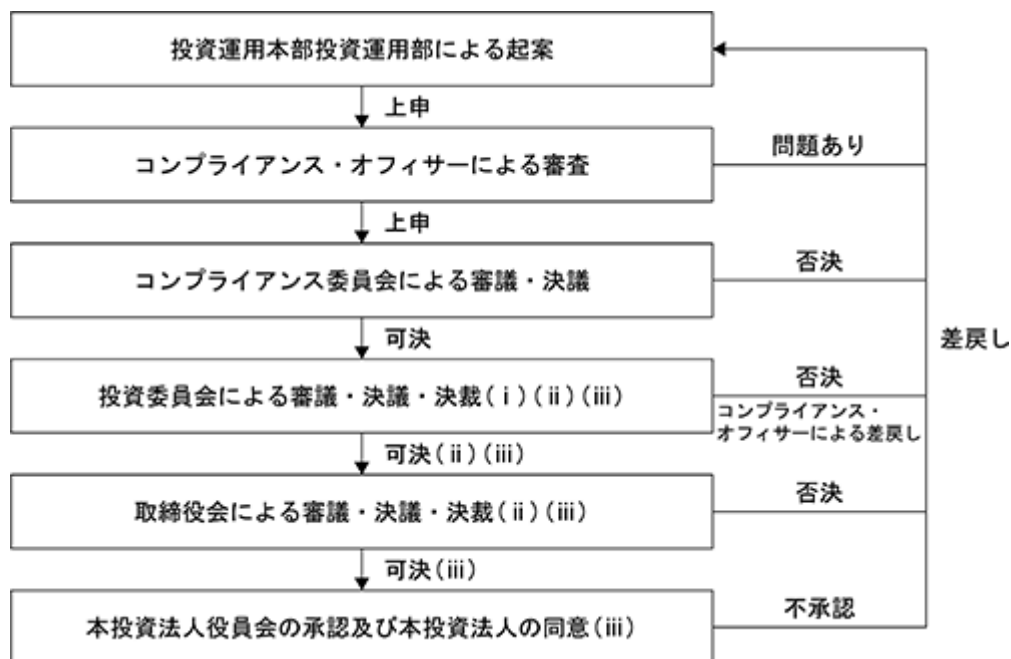 投資運用本部投資運用部による起案
上申
コンプライアンス・オフィサーによる審査
問題あり
上申
コンプライアンス委員会による審議・決議
否決
可決
差戻し
投資委員会による審議・決議・決裁(ⅰ)(ⅱ)(ⅲ)
否決
コンプライアンス・
オフィサーによる差戻し
可決(ⅱ)(ⅲ)
取締役会による審議・決議・決裁(ⅱ)(ⅲ)
否決
可決(ⅲ)
本投資法人役員会の承認及び本投資法人の同意(ⅲ)
不承認